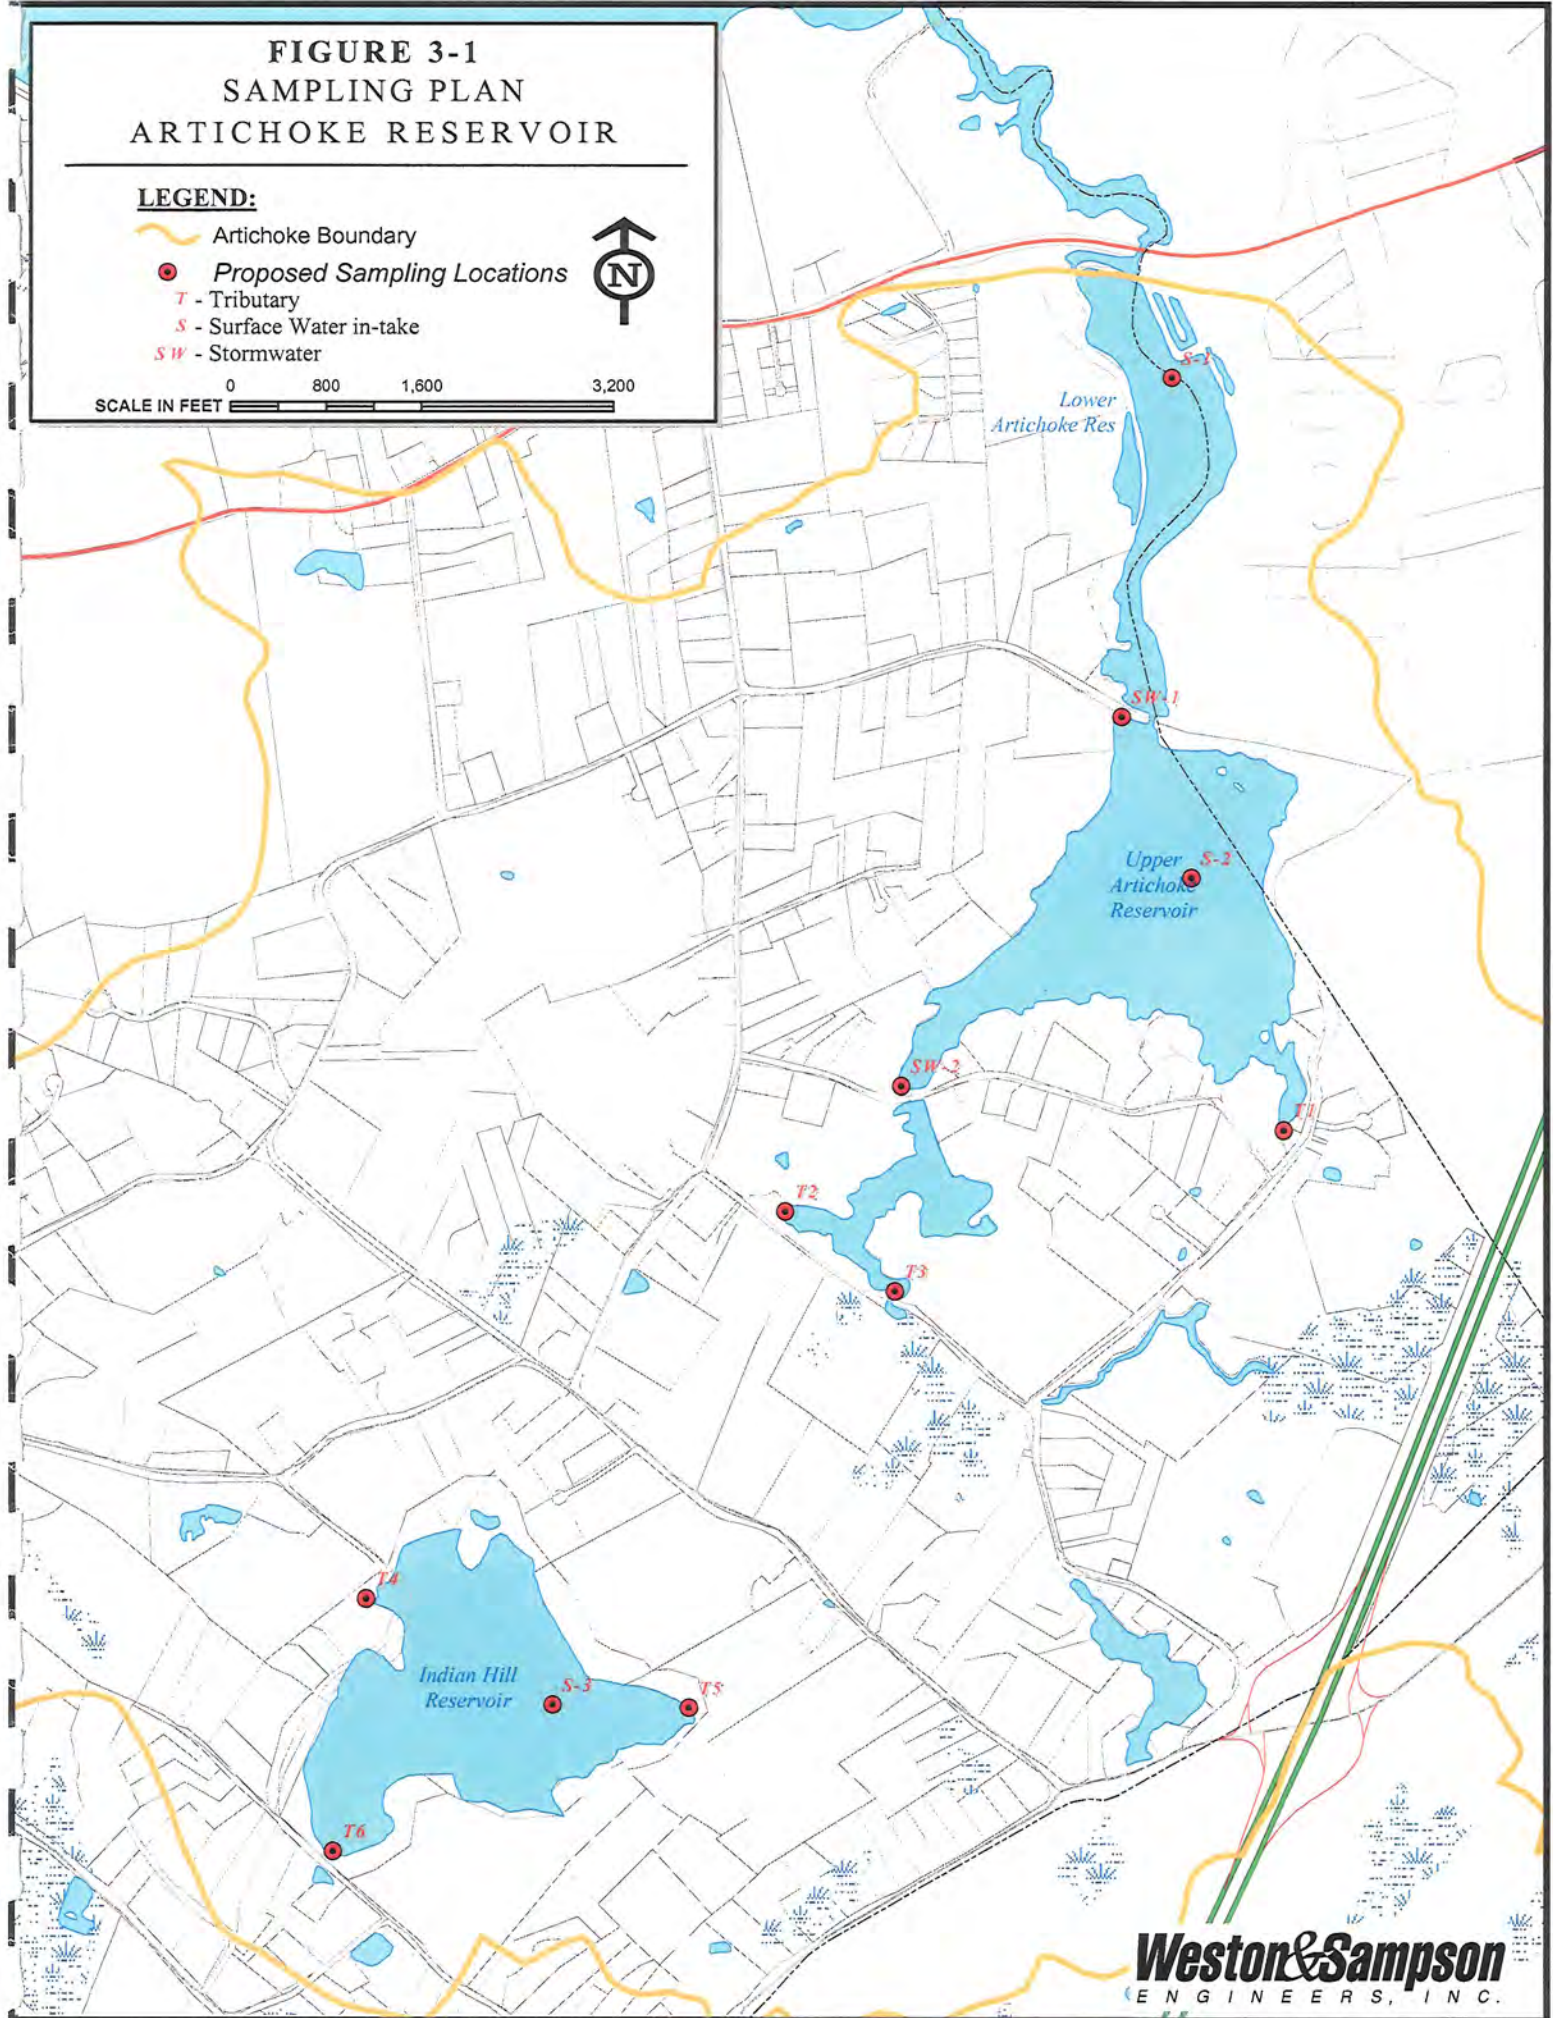 FIGURE 3-1
SAMPLING PLAN
ARTICHOKE RESERVOIR
LEGEND:
Artichoke Boundary
Proposed Sampling Locations
T - Tributary
S - Surface Water in-take
SW - Stormwater
N
0 800 1,600 3,200
SCALE IN FEET
S-1
Lower
Artichoke Res
SW-1
Upper
Artichoke
Reservoir
S-2
SW-2
T1
T2
T3
T4
Indian Hill
Reservoir
S-3
T5
T6
Weston&Sampson
ENGINEERS, INC.